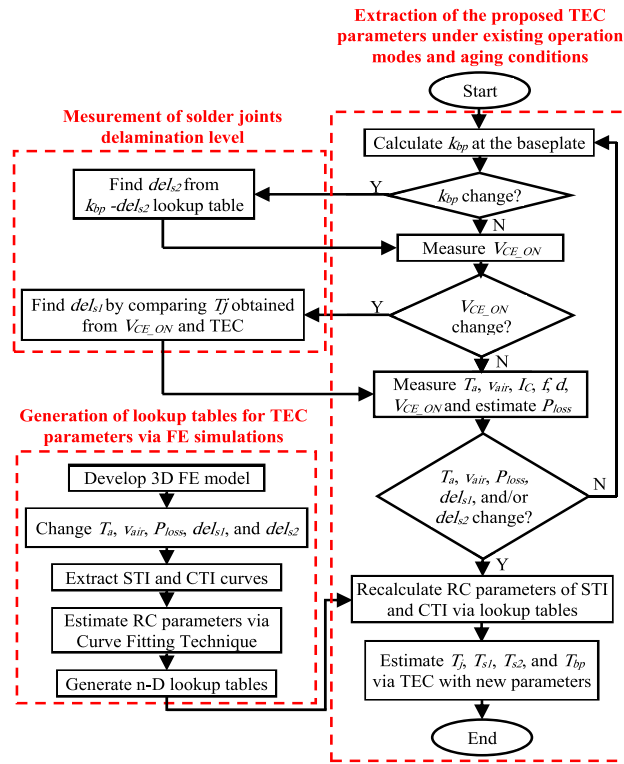 Extraction of the proposed TEC
parameters under existing operation
modes and aging conditions
Start
Calculate kbp at the baseplate
kbp change?
Y
N
Mesurement of solder joints
delamination level
Find dels2 from
kbp -dels2 lookup table
Measure VCE_ON
VCE_ON
change?
Y
N
Find dels1 by comparing Tj obtained
from VCE_ON and TEC
Measure Ta, vair, IC, f, d,
VCE_ON and estimate Ploss
Ta, vair, Ploss,
dels1, and/or
dels2 change?
N
Y
Generation of lookup tables for TEC
parameters via FE simulations
Develop 3D FE model
Change Ta, vair, Ploss, dels1, and dels2
Extract STI and CTI curves
Estimate RC parameters via
Curve Fitting Technique
Generate n-D lookup tables
Recalculate RC parameters of STI
and CTI via lookup tables
Estimate Tj, Ts1, Ts2, and Tbp
via TEC with new parameters
End